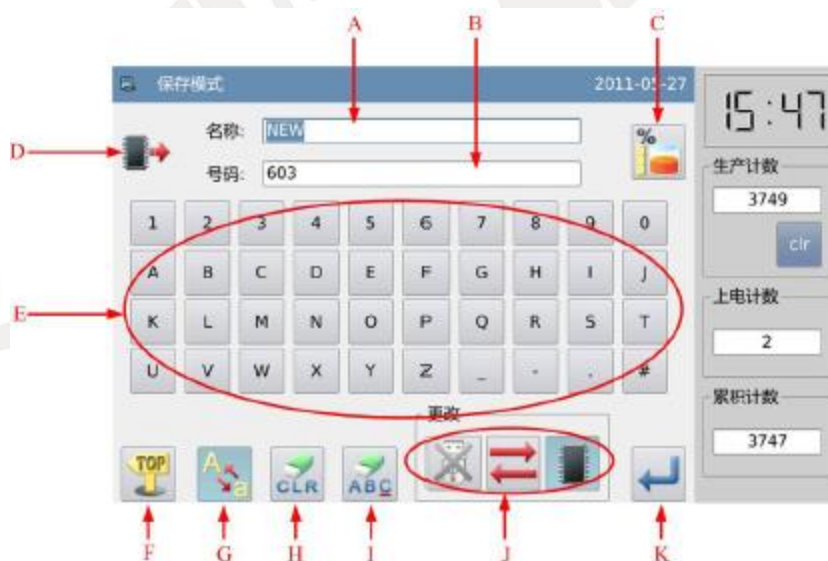 A B C
保存模式 2011-05-27
15:47
D
名称: NEW
%
号码: 603
生产计数
3749
clr
1 2 3 4 5 6 7 8 9 0
A B C D E F G H I J
上电计数
E
K L M N O P Q R S T
2
U V W X Y Z _ - . #
累积计数
更改
3747
TOP A a CLR ABC
F G H I J K